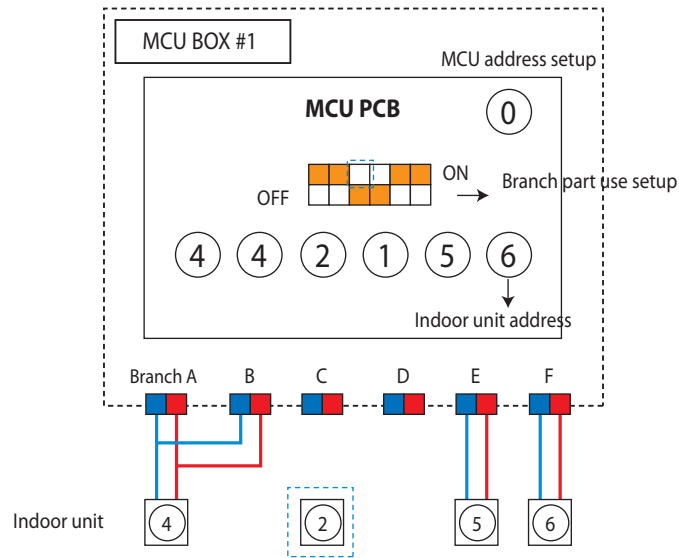 MCU BOX #1
MCU address setup
MCU PCB
0
ON
Branch part use setup
OFF
4 4 2 1 5 6
Indoor unit address
Branch A B C D E F
Indoor unit 4 2 5 6